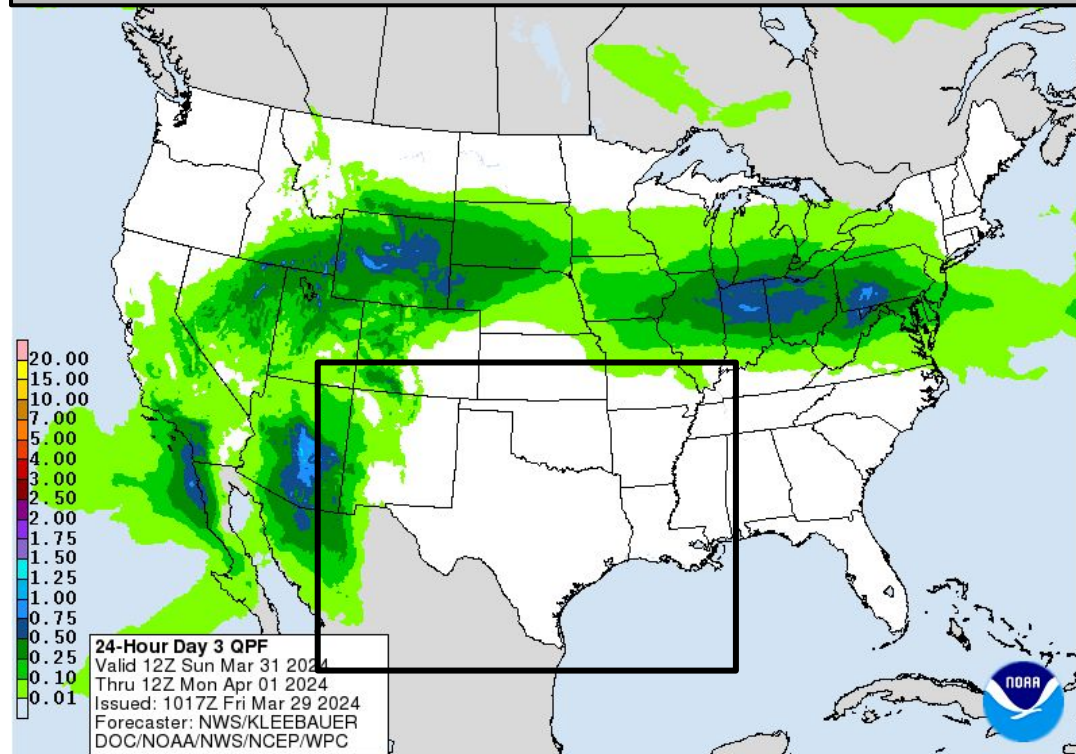 20.00
15.00
10.00
7.00
5.00
4.00
3.00
2.50
2.00
1.75
1.50
1.25
1.00
0.75
0.50
0.25
0.10
0.01
24-Hour Day 3 QPF
Valid 12Z Sun Mar 31 2024
Thru 12Z Mon Apr 01 2024
Issued: 1017Z Fri Mar 29 2024
Forecaster: NWS/KLEEBAUER
DOC/NOAA/NWS/NCEP/WPC
NOAA